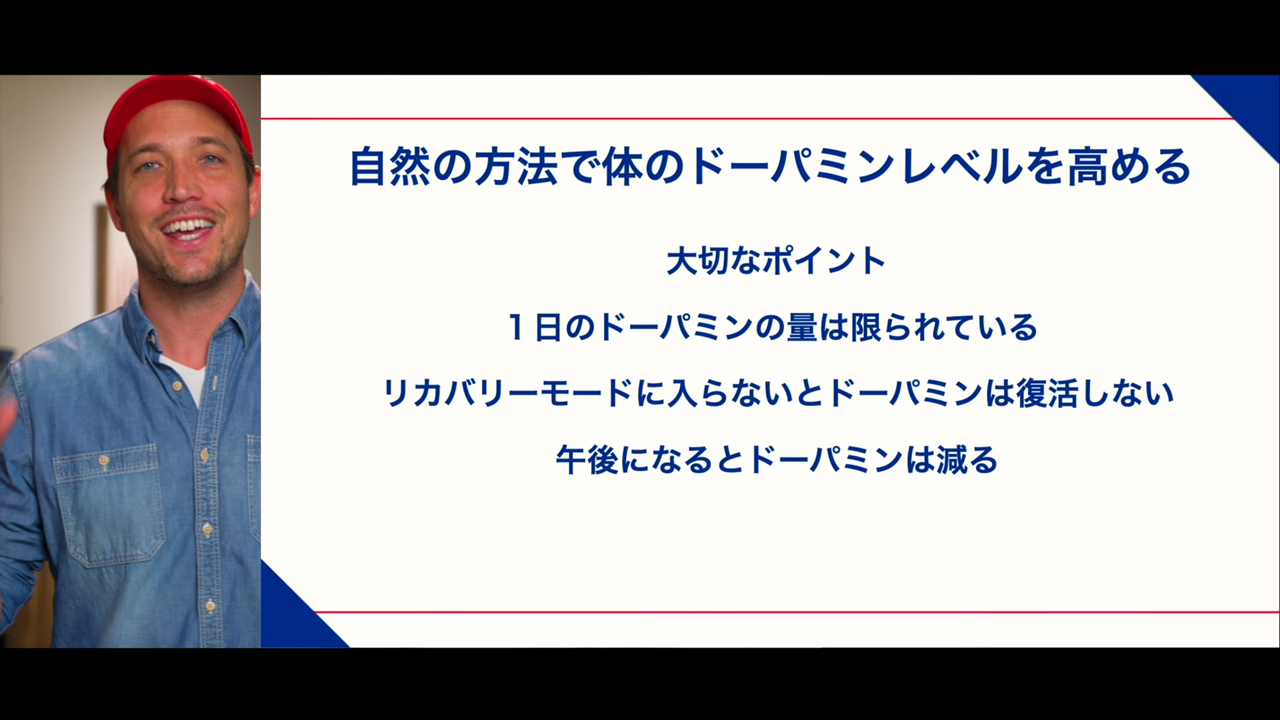 自然の方法で体のドーパミンレベルを高める
大切なポイント
１日のドーパミンの量は限られている
リカバリーモードに入らないとドーパミンは復活しない
午後になるとドーパミンは減る